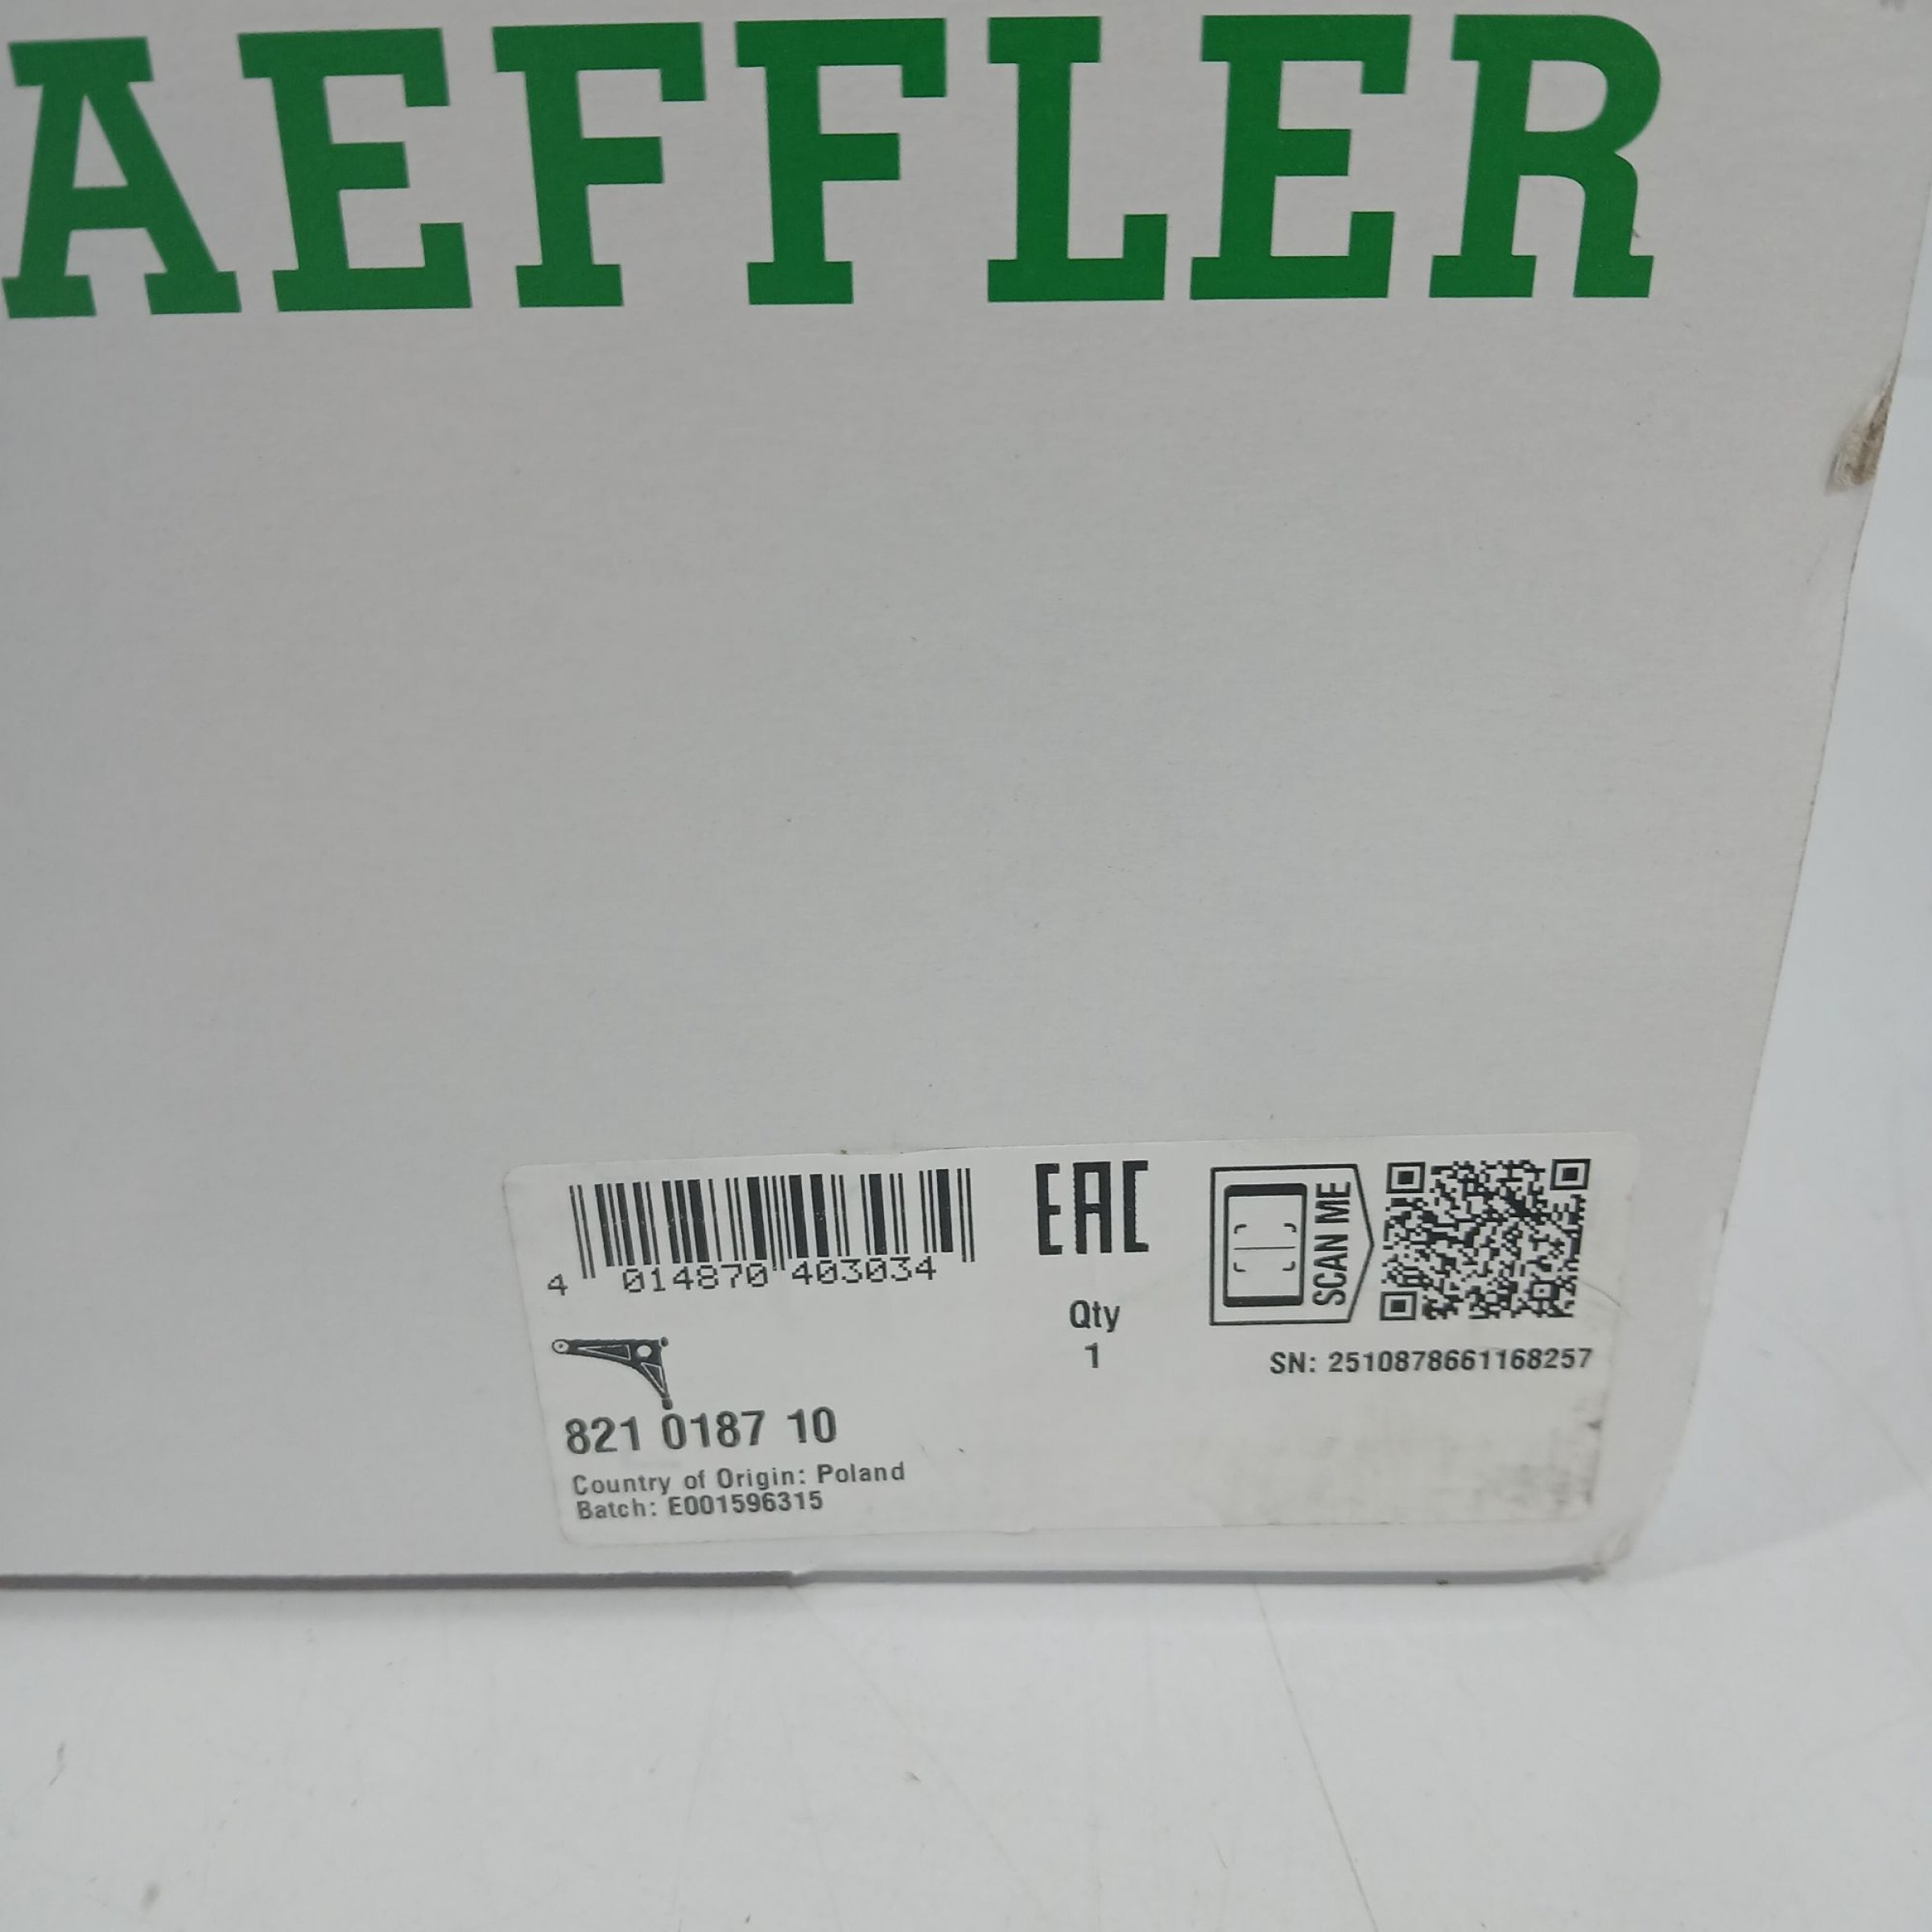 AEFFLER
4 014870 403034
EAC
Qty
1
SCAN ME
SN: 2510878661168257
821 0187 10
Country of Origin: Poland
Batch: E001596315